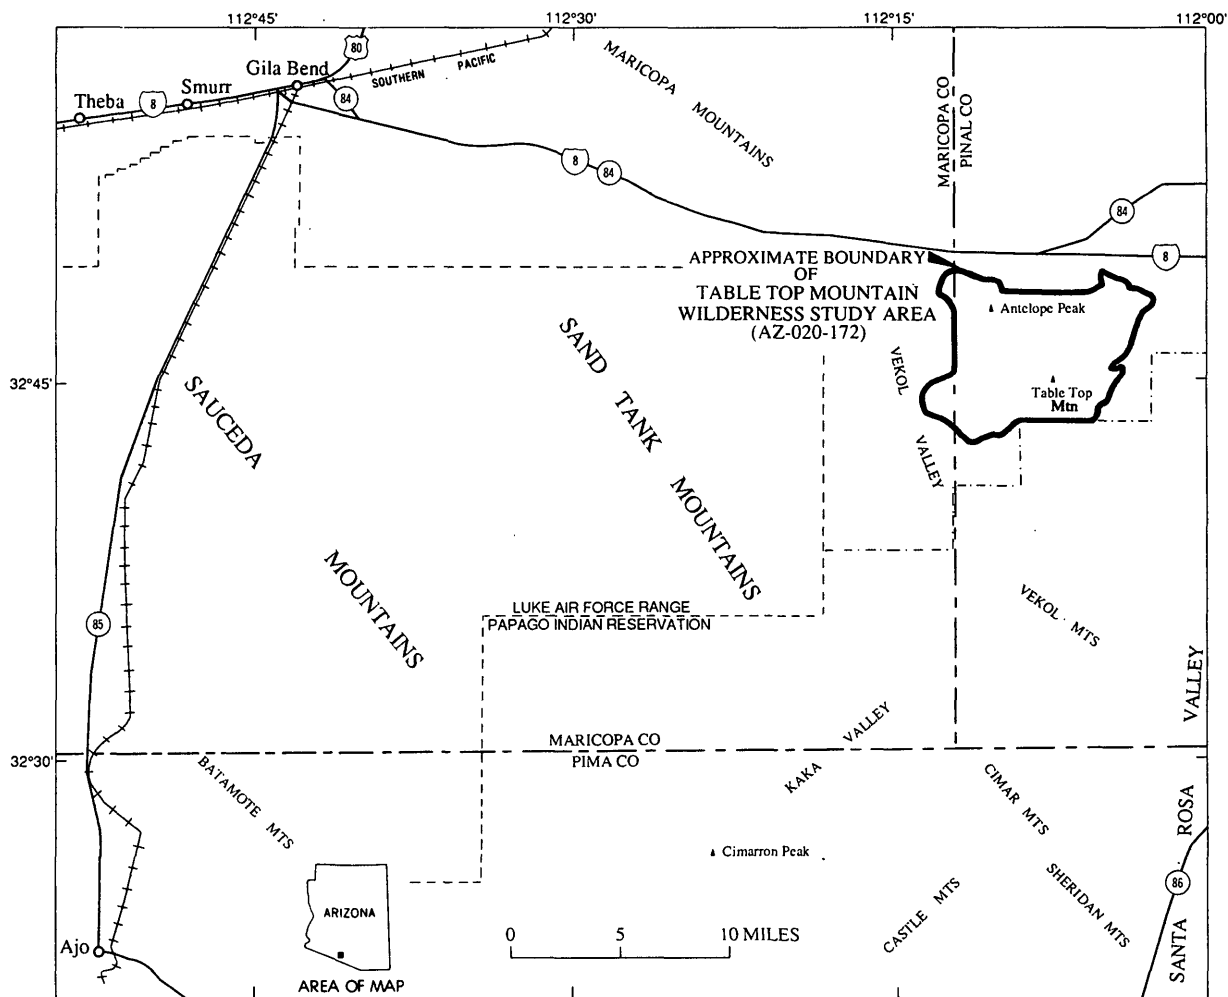 112°45'
112°30'
112°15'
112°00'
80
Gila Bend
SOUTHERN PACIFIC
Smurr
Theba
8
84
MARICOPA MOUNTAINS
MARICOPA CO
PINAL CO
8
84
84
8
APPROXIMATE BOUNDARY
OF
TABLE TOP MOUNTAIN
WILDERNESS STUDY AREA
(AZ-020-172)
Antelope Peak
Table Top
Mtn
VEKOL
VALLEY
32°45'
SAUCEDA
MOUNTAINS
SAND TANK MOUNTAINS
LUKE AIR FORCE RANGE
PAPAGO INDIAN RESERVATION
85
VEKOL MTS
KAKA VALLEY
MARICOPA CO
PIMA CO
32°30'
BATAMOTE MTS
CIMAR MTS
Cimarron Peak
CASTLE MTS
SHERIDAN MTS
SANTA ROSA VALLEY
86
Ajo
ARIZONA
AREA OF MAP
0 5 10 MILES